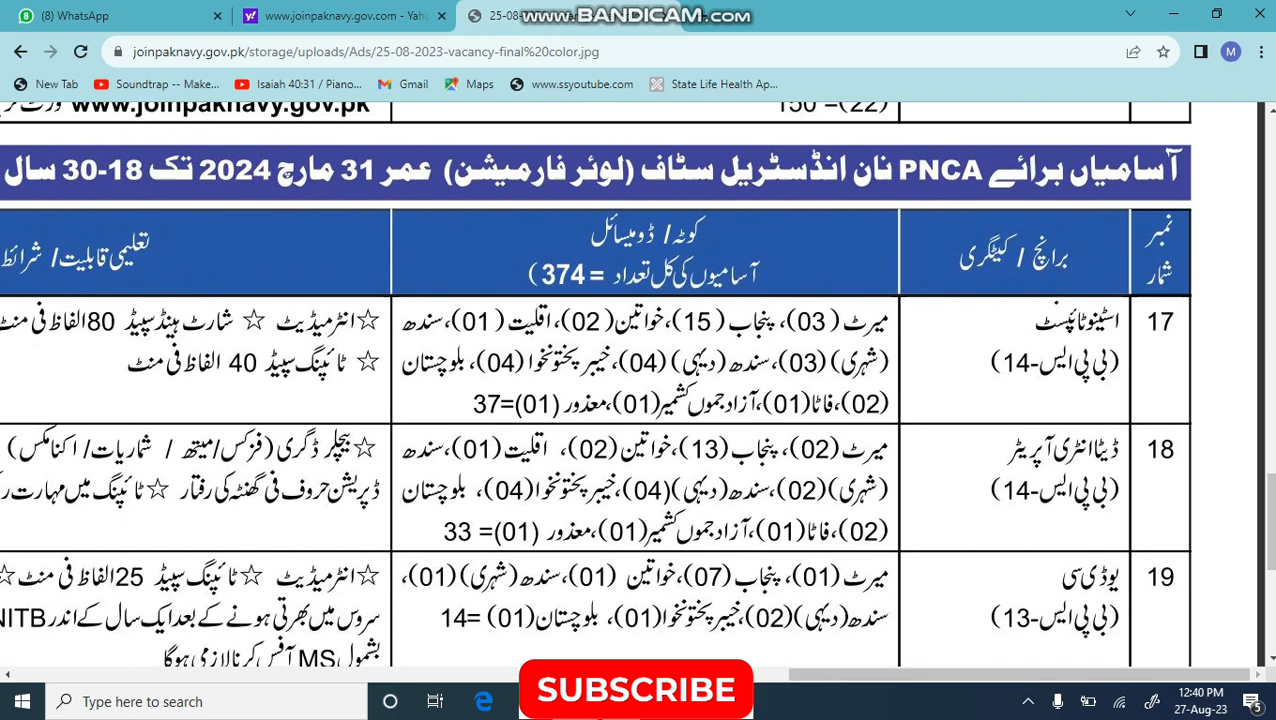 (8) WhatsApp
www.joinpaknavy.gov.com - Yah
25-08-
www.BANDICAM.com
joinpaknavy.gov.pk/storage/uploads/Ads/25-08-2023-vacancy-final%20color.jpg
M
New Tab
Soundtrap -- Make...
Isaiah 40:31 / Piano...
Gmail
Maps
www.ssyoutube.com
State Life Health Ap...
(22)= 150
www.joinpaknavy.gov.pk
آسامیاں برائے PNCA نان انڈسٹریل سٹاف (لوئر فارمیشن) عمر 31 مارچ 2024 تک 18-30 سال
نمبر شمار
برانچ / کیٹگری
کوٹہ / ڈومیسائل
آسامیوں کی کل تعداد = 374)
تعلیمی قابلیت / شرائط
17
اسٹینو ٹائپسٹ
(بی پی ایس-14)
میرٹ (03)، پنجاب (15)، خواتین(02)، اقلیت (01)، سندھ
(شہری) (03)، سندھ (دیہی) (04)، خیبر پختونخوا (04)، بلوچستان
(02)، فاٹا(01)، آزاد جموں کشمیر(01)، معذور (01)=37
☆انٹرمیڈیٹ ☆ شارٹ ہینڈ سپیڈ 80 الفاظ فی منٹ
☆ ٹائپنگ سپیڈ 40 الفاظ فی منٹ
18
ڈیٹا انٹری آپریٹر
(بی پی ایس-14)
میرٹ (02)، پنجاب (13)، خواتین (02)، اقلیت (01)، سندھ
(شہری) (02)، سندھ (دیہی)(04)، خیبر پختونخوا (04)، بلوچستان
(02)، فاٹا(01)، آزاد جموں کشمیر(01)، معذور (01)= 33
☆ بیچلر ڈگری (فزکس/میتھ / شماریات/ اکنامکس)
ڈپریشن حروف فی گھنٹہ کی رفتار ☆ ٹائپنگ میں مہارت
19
یو ڈی سی
(بی پی ایس-13)
میرٹ (01)، پنجاب (07)، خواتین (01)، سندھ (شہری) (01)،
سندھ (دیہی)(02)، خیبر پختونخوا(01)، بلوچستان(01) =14
☆انٹرمیڈیٹ ☆ ٹائپنگ سپیڈ 25 الفاظ فی منٹ ☆
سروس میں بھرتی ہونے کے بعد ایک سال کے اندر NITB
بشمول MS آفس کرنا لازمی ہوگا
SUBSCRIBE
Type here to search
12:40 PM
27-Aug-23
5